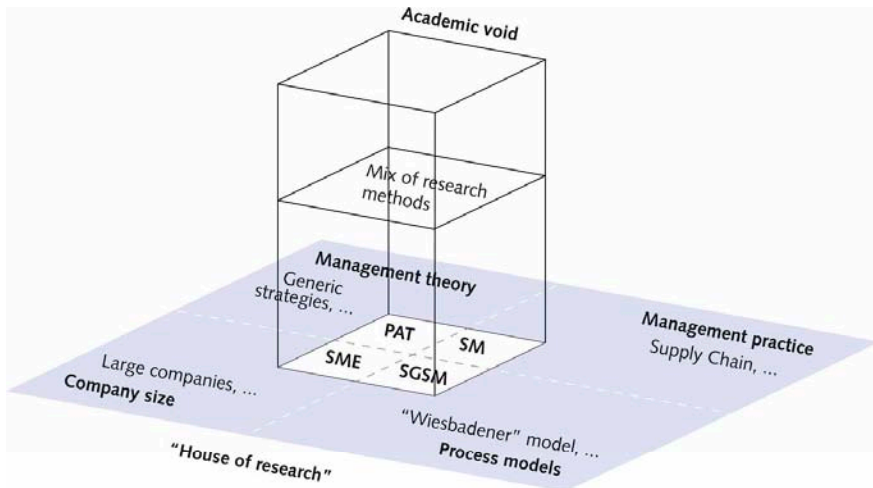 Academic void
Mix of research
methods
Management theory
Generic
strategies, ...
Management practice
Supply Chain, ...
PAT
SM
SME
SGSM
Large companies, ...
Company size
"Wiesbadener" model, ...
Process models
"House of research"